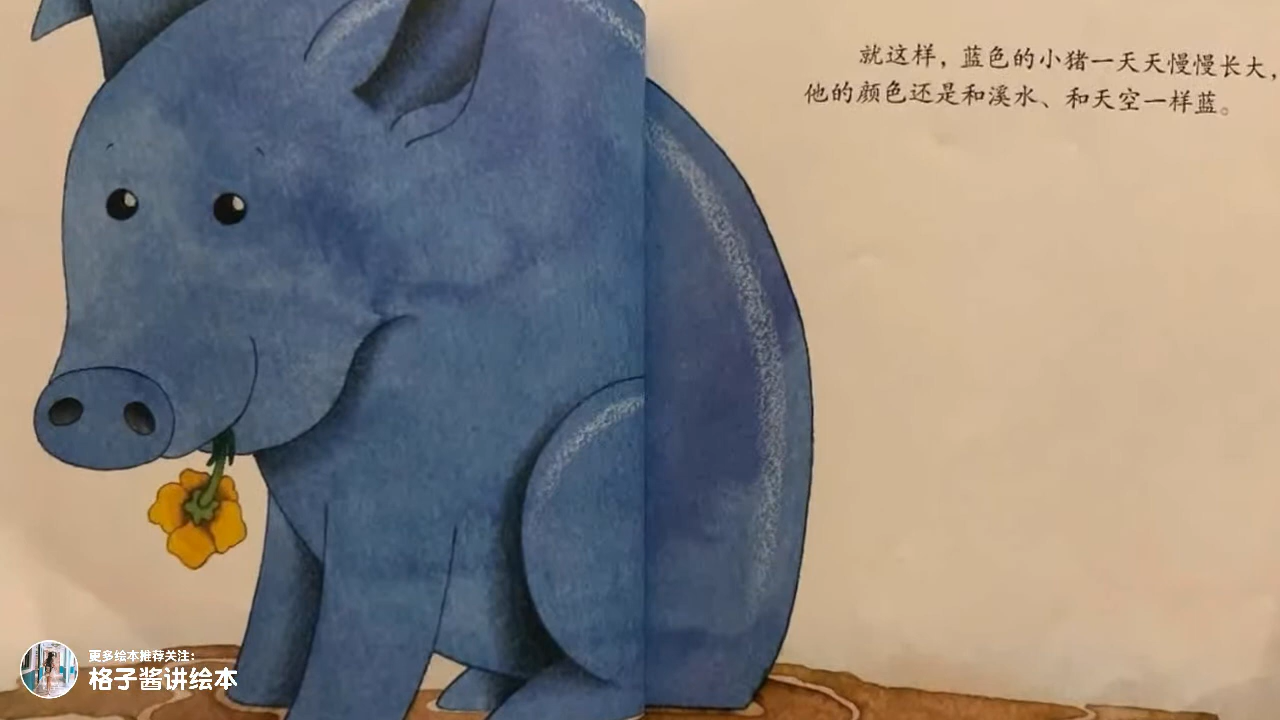 就这样，蓝色的小猪一天天慢慢长大，
他的颜色还是和溪水、和天空一样蓝。
更多绘本推荐关注：
格子酱讲绘本